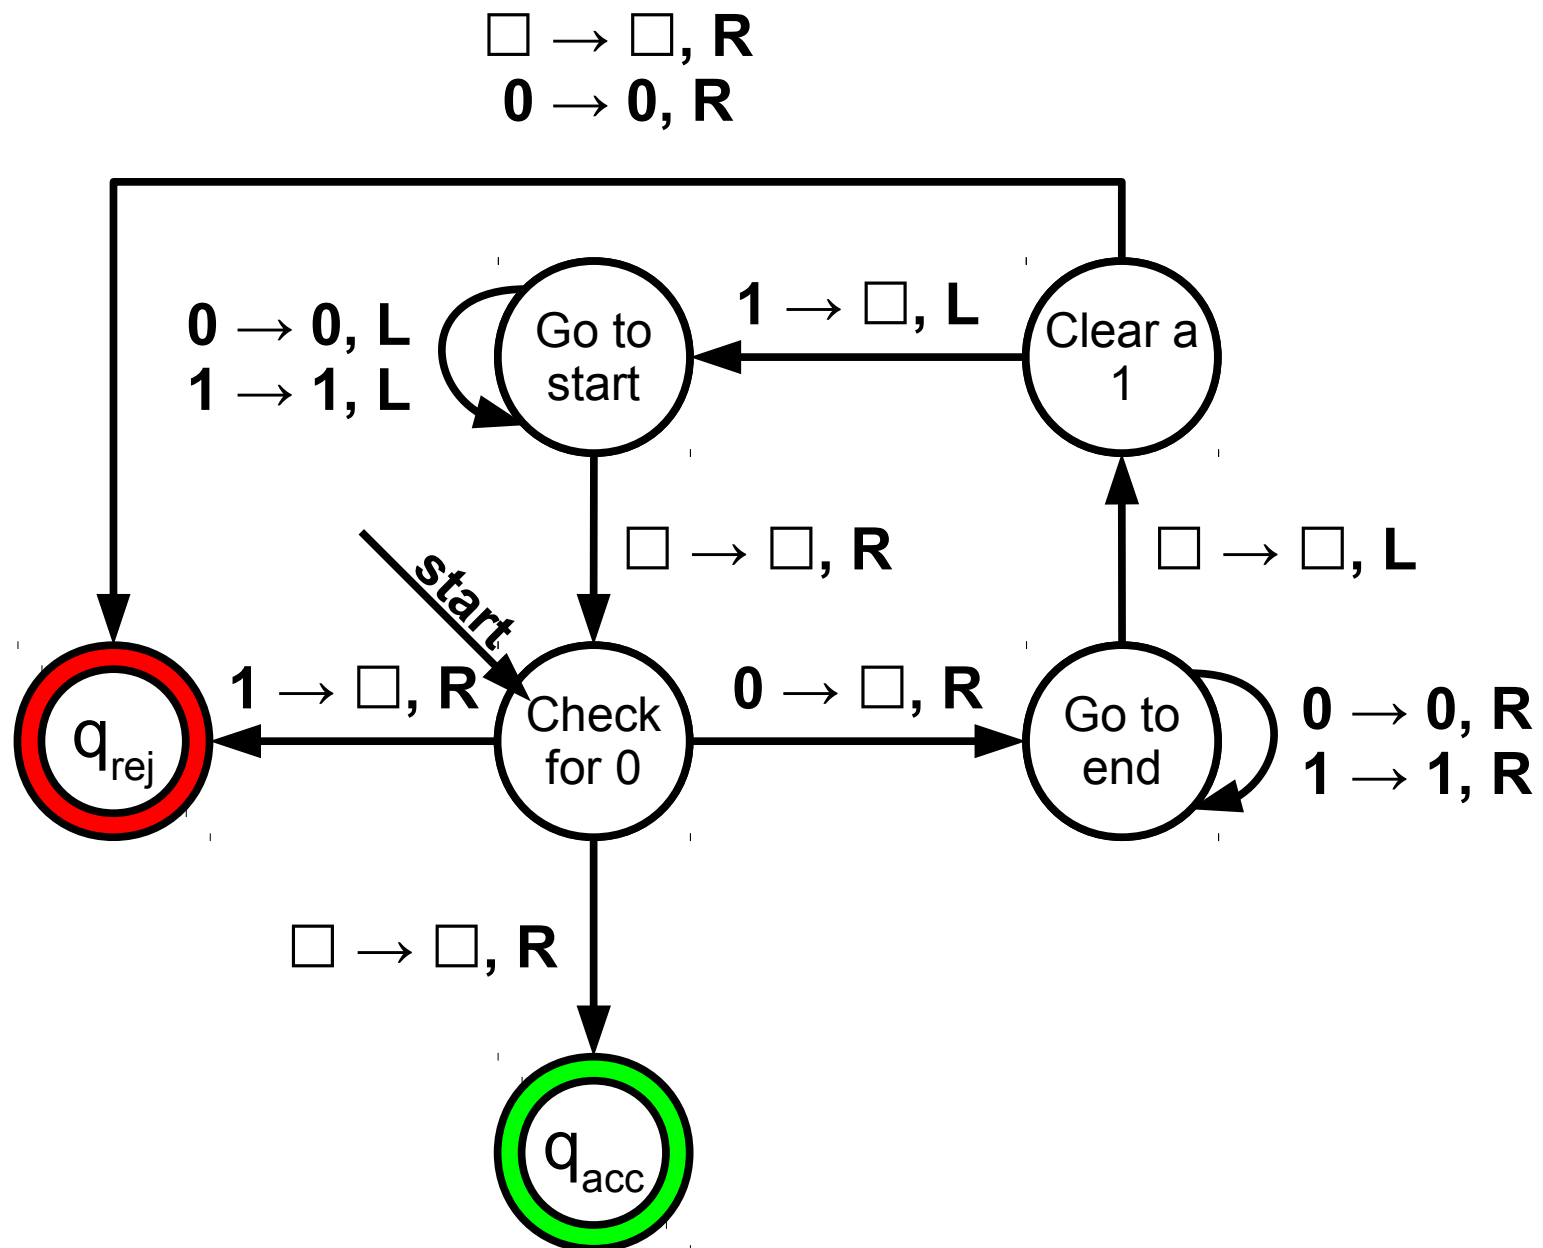 □ → □, R
0 → 0, R
0 → 0, L
1 → 1, L
Go to
start
1 → □, L
Clear a
1
start
□ → □, R
□ → □, L
q_rej
1 → □, R
Check
for 0
0 → □, R
Go to
end
0 → 0, R
1 → 1, R
□ → □, R
q_acc